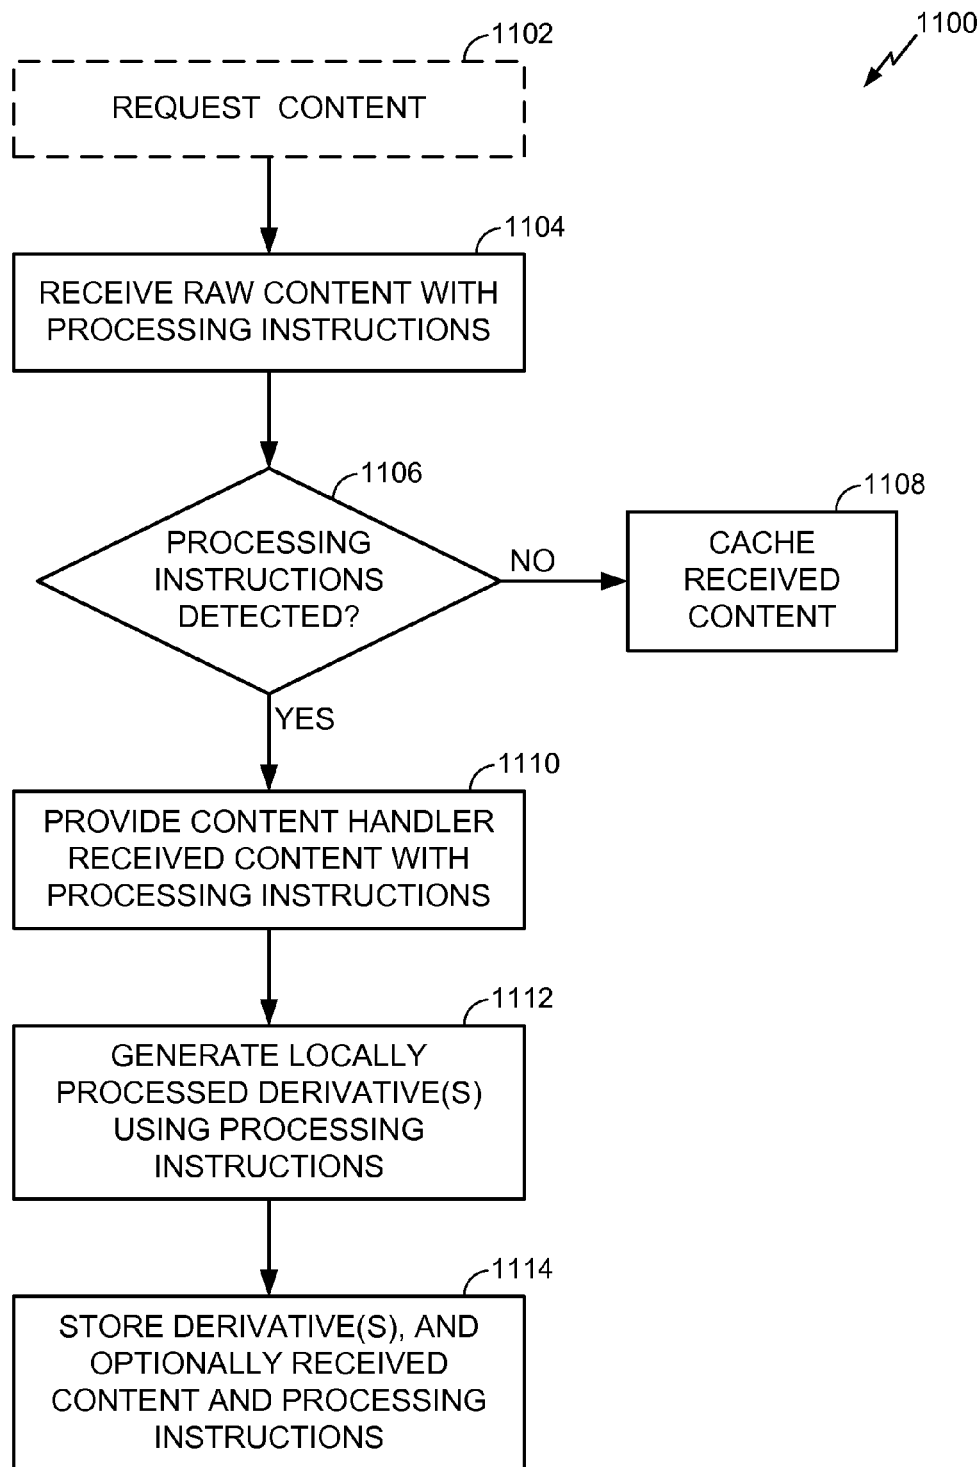 1100
1102
REQUEST CONTENT
1104
RECEIVE RAW CONTENT WITH
PROCESSING INSTRUCTIONS
1106
PROCESSING
INSTRUCTIONS
DETECTED?
NO
1108
CACHE
RECEIVED
CONTENT
YES
1110
PROVIDE CONTENT HANDLER
RECEIVED CONTENT WITH
PROCESSING INSTRUCTIONS
1112
GENERATE LOCALLY
PROCESSED DERIVATIVE(S)
USING PROCESSING
INSTRUCTIONS
1114
STORE DERIVATIVE(S), AND
OPTIONALLY RECEIVED
CONTENT AND PROCESSING
INSTRUCTIONS